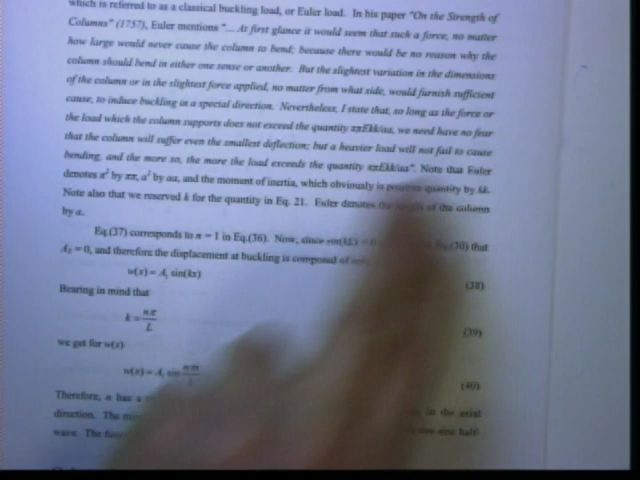 which is referred to as a classical buckling load, or Euler load. In his paper "On the Strength of
Columns" (1757), Euler mentions "... At first glance it would seem that such a force, no matter
how large would never cause the column to bend; because there would be no reason why the
column should bend in either one sense or another. But the slightest variation in the dimensions
of the column or in the slightest force applied, no matter from what side, would furnish sufficient
cause, to induce buckling in a special direction. Nevertheless, I state that, so long as the force or
the load which the column supports does not exceed the quantity ππEkk/aa, we need have no fear
that the column will suffer even the smallest deflection; but a heavier load will not fail to cause
bending, and the more so, the more the load exceeds the quantity ππEkk/aa". Note that Euler
denotes π² by ππ, a² by aa, and the moment of inertia, which obviously is positive quantity by kk.
Note also that we reserved k for the quantity in Eq. 21. Euler denotes the of the column
by a.
Eq.(37) corresponds to n = 1 in Eq.(36). Now, since (30) that
A₂ = 0, and therefore the displacement at buckling is composed of
w(x) = A₁ sin(kx) (38)
Bearing in mind that
k = nπ/L (39)
we get for w(x)
w(x) = A₁ sin nπx/L (40)
Therefore, n has a in the axial
direction. The one half-
wave. The